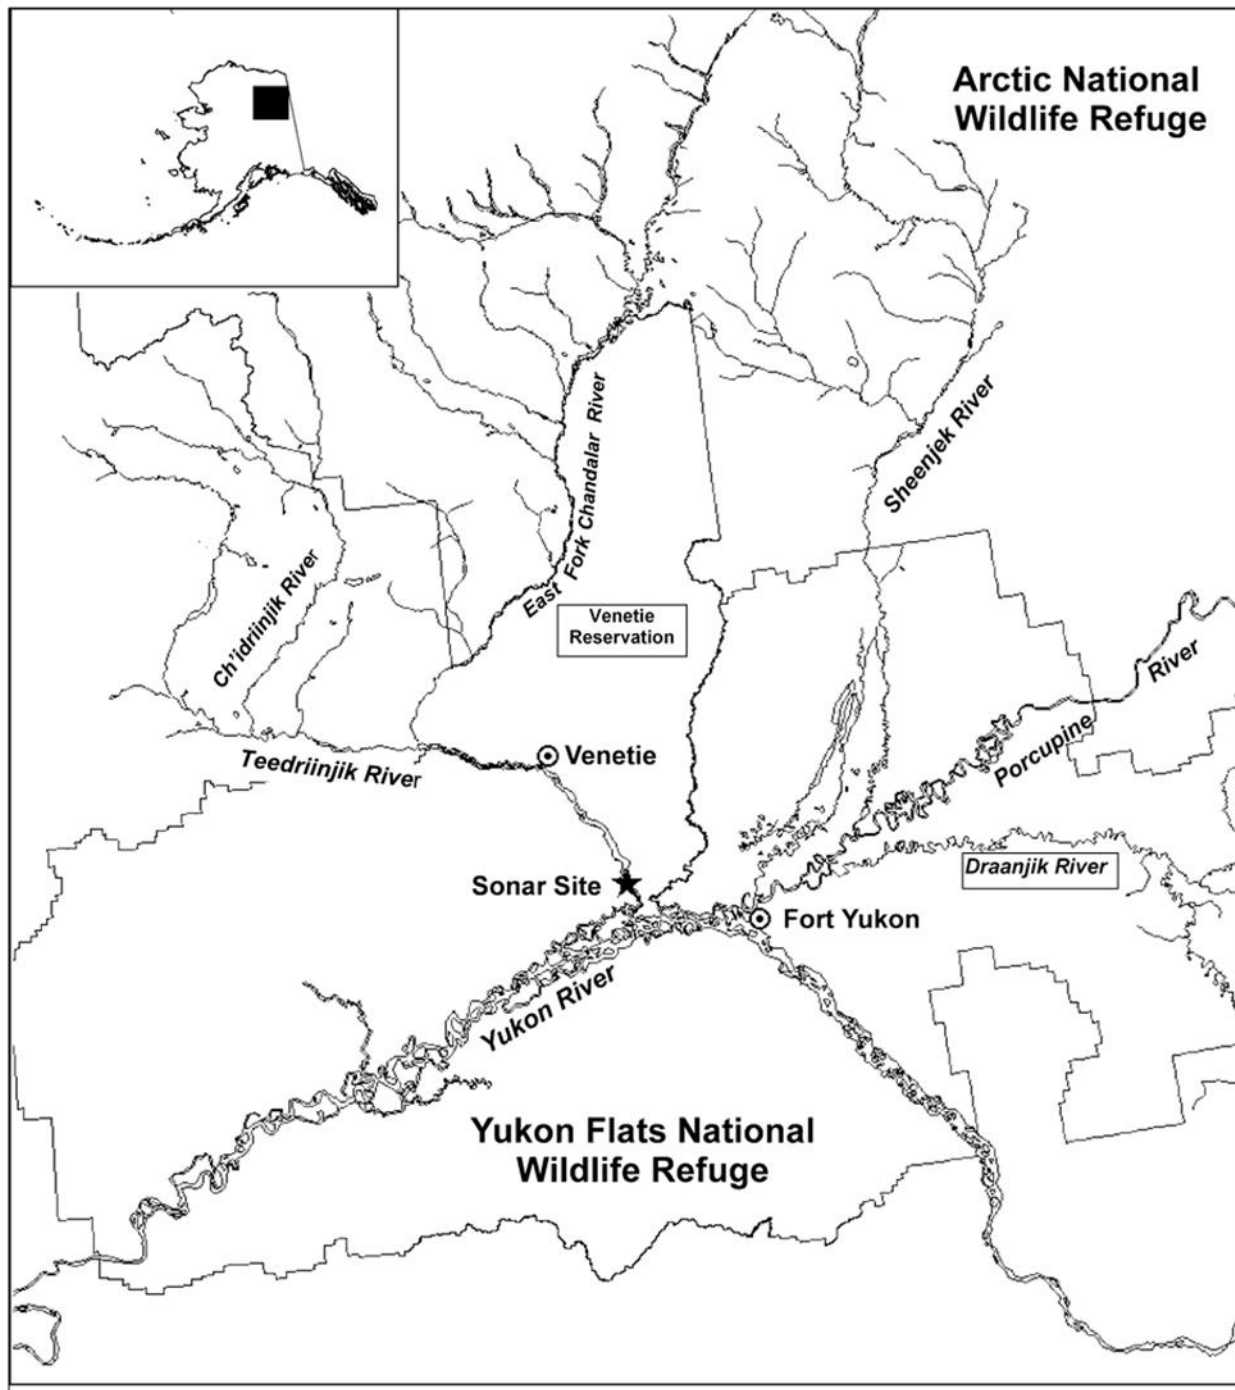 Arctic National
Wildlife Refuge
Sheenjek River
East Fork Chandalar River
Ch'idriinjik River
Venetie
Reservation
River
Porcupine
Teedriinjik River
Venetie
Draanjik River
Sonar Site
Fort Yukon
Yukon River
Yukon Flats National
Wildlife Refuge